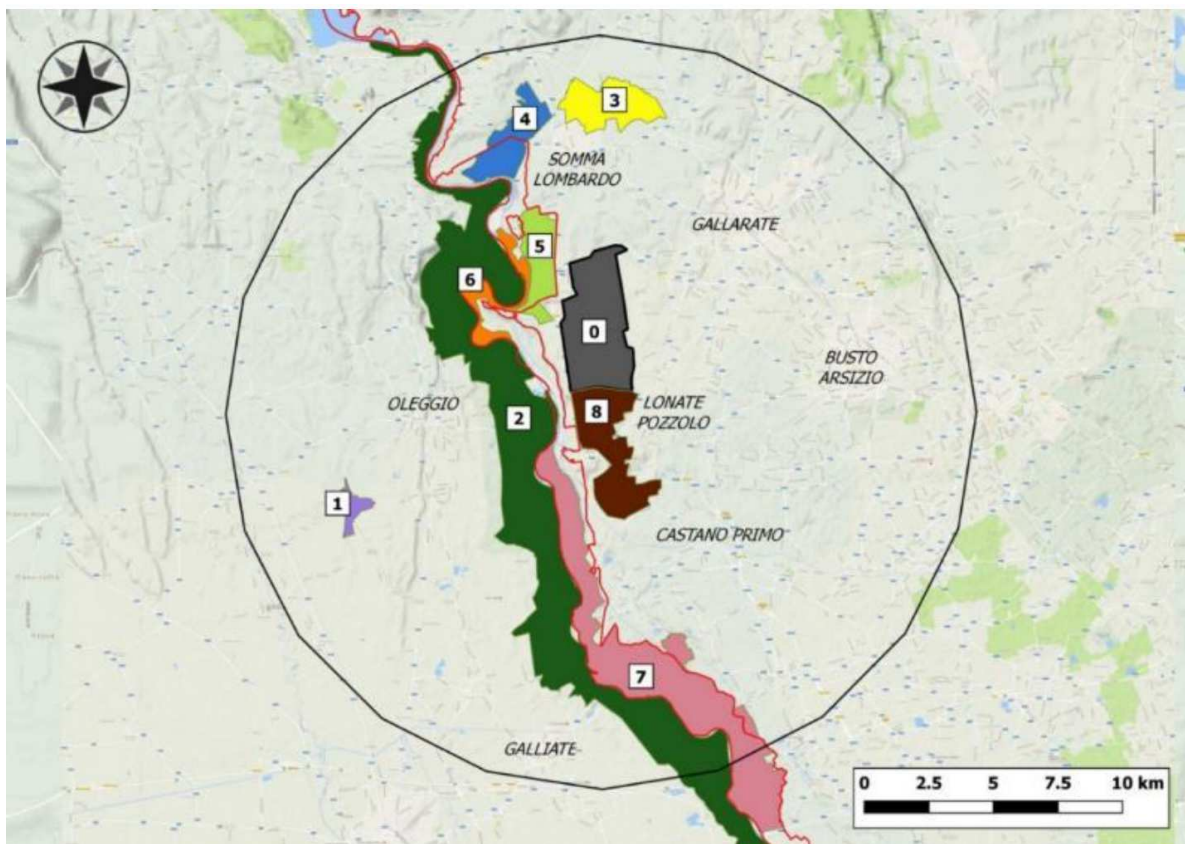 3
4
SOMMA
LOMBARDO
GALLARATE
5
6
0
BUSTO
ARSIZIO
OLEGGIO
2
8
LONATE
POZZOLO
1
CASTANO PRIMO
7
GALLIATE
0 2.5 5 7.5 10 km